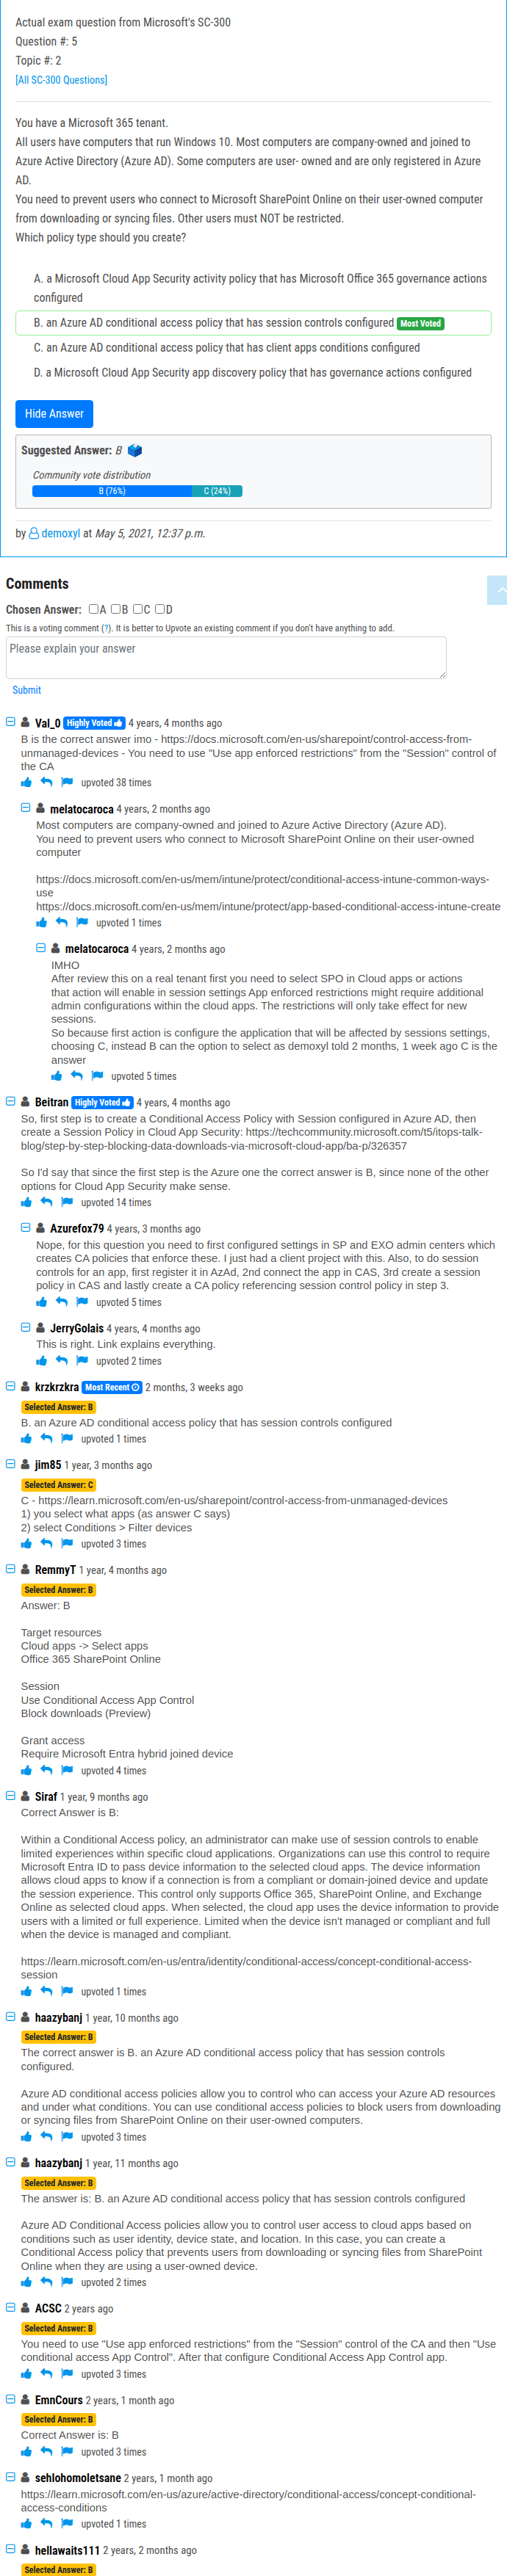 Actual exam question from Microsoft's SC-300
Question #: 5
Topic #: 2
[All SC-300 Questions]
You have a Microsoft 365 tenant.
All users have computers that run Windows 10. Most computers are company-owned and joined to
Azure Active Directory (Azure AD). Some computers are user- owned and are only registered in Azure
AD.
You need to prevent users who connect to Microsoft SharePoint Online on their user-owned computer
from downloading or syncing files. Other users must NOT be restricted.
Which policy type should you create?
A. a Microsoft Cloud App Security activity policy that has Microsoft Office 365 governance actions
configured
B. an Azure AD conditional access policy that has session controls configured Most Voted
C. an Azure AD conditional access policy that has client apps conditions configured
D. a Microsoft Cloud App Security app discovery policy that has governance actions configured
Hide Answer
Suggested Answer: B
Community vote distribution
B (76%) C (24%)
by demoxyl at May 5, 2021, 12:37 p.m.
Comments
Chosen Answer: A B C D
This is a voting comment (?). It is better to Upvote an existing comment if you don't have anything to add.
Please explain your answer
Submit
Val_0 Highly Voted 4 years, 4 months ago
B is the correct answer imo - https://docs.microsoft.com/en-us/sharepoint/control-access-from-
unmanaged-devices - You need to use "Use app enforced restrictions" from the "Session" control of
the CA
upvoted 38 times
melatocaroca 4 years, 2 months ago
Most computers are company-owned and joined to Azure Active Directory (Azure AD).
You need to prevent users who connect to Microsoft SharePoint Online on their user-owned
computer
https://docs.microsoft.com/en-us/mem/intune/protect/conditional-access-intune-common-ways-
use
https://docs.microsoft.com/en-us/mem/intune/protect/app-based-conditional-access-intune-create
upvoted 1 times
melatocaroca 4 years, 2 months ago
IMHO
After review this on a real tenant first you need to select SPO in Cloud apps or actions
that action will enable in session settings App enforced restrictions might require additional
admin configurations within the cloud apps. The restrictions will only take effect for new
sessions.
So because first action is configure the application that will be affected by sessions settings,
choosing C, instead B can the option to select as demoxyl told 2 months, 1 week ago C is the
answer
upvoted 5 times
Beitran Highly Voted 4 years, 4 months ago
So, first step is to create a Conditional Access Policy with Session configured in Azure AD, then
create a Session Policy in Cloud App Security: https://techcommunity.microsoft.com/t5/itops-talk-
blog/step-by-step-blocking-data-downloads-via-microsoft-cloud-app/ba-p/326357
So I'd say that since the first step is the Azure one the correct answer is B, since none of the other
options for Cloud App Security make sense.
upvoted 14 times
Azurefox79 4 years, 3 months ago
Nope, for this question you need to first configured settings in SP and EXO admin centers which
creates CA policies that enforce these. I just had a client project with this. Also, to do session
controls for an app, first register it in AzAd, 2nd connect the app in CAS, 3rd create a session
policy in CAS and lastly create a CA policy referencing session control policy in step 3.
upvoted 5 times
JerryGolais 4 years, 4 months ago
This is right. Link explains everything.
upvoted 2 times
krzkrzkra Most Recent 2 months, 3 weeks ago
Selected Answer: B
B. an Azure AD conditional access policy that has session controls configured
upvoted 1 times
jim85 1 year, 3 months ago
Selected Answer: C
C - https://learn.microsoft.com/en-us/sharepoint/control-access-from-unmanaged-devices
1) you select what apps (as answer C says)
2) select Conditions > Filter devices
upvoted 3 times
RemmyT 1 year, 4 months ago
Selected Answer: B
Answer: B
Target resources
Cloud apps -> Select apps
Office 365 SharePoint Online
Session
Use Conditional Access App Control
Block downloads (Preview)
Grant access
Require Microsoft Entra hybrid joined device
upvoted 4 times
Siraf 1 year, 9 months ago
Correct Answer is B:
Within a Conditional Access policy, an administrator can make use of session controls to enable
limited experiences within specific cloud applications. Organizations can use this control to require
Microsoft Entra ID to pass device information to the selected cloud apps. The device information
allows cloud apps to know if a connection is from a compliant or domain-joined device and update
the session experience. This control only supports Office 365, SharePoint Online, and Exchange
Online as selected cloud apps. When selected, the cloud app uses the device information to provide
users with a limited or full experience. Limited when the device isn't managed or compliant and full
when the device is managed and compliant.
https://learn.microsoft.com/en-us/entra/identity/conditional-access/concept-conditional-access-
session
upvoted 1 times
haazybanj 1 year, 10 months ago
Selected Answer: B
The correct answer is B. an Azure AD conditional access policy that has session controls
configured.
Azure AD conditional access policies allow you to control who can access your Azure AD resources
and under what conditions. You can use conditional access policies to block users from downloading
or syncing files from SharePoint Online on their user-owned computers.
upvoted 3 times
haazybanj 1 year, 11 months ago
Selected Answer: B
The answer is: B. an Azure AD conditional access policy that has session controls configured
Azure AD Conditional Access policies allow you to control user access to cloud apps based on
conditions such as user identity, device state, and location. In this case, you can create a
Conditional Access policy that prevents users from downloading or syncing files from SharePoint
Online when they are using a user-owned device.
upvoted 2 times
ACSC 2 years ago
Selected Answer: B
You need to use "Use app enforced restrictions" from the "Session" control of the CA and then "Use
conditional access App Control". After that configure Conditional Access App Control app.
upvoted 3 times
EmnCours 2 years, 1 month ago
Selected Answer: B
Correct Answer is: B
upvoted 3 times
sehlohomoletsane 2 years, 1 month ago
https://learn.microsoft.com/en-us/azure/active-directory/conditional-access/concept-conditional-
access-conditions
upvoted 1 times
hellawaits111 2 years, 2 months ago
Selected Answer: B